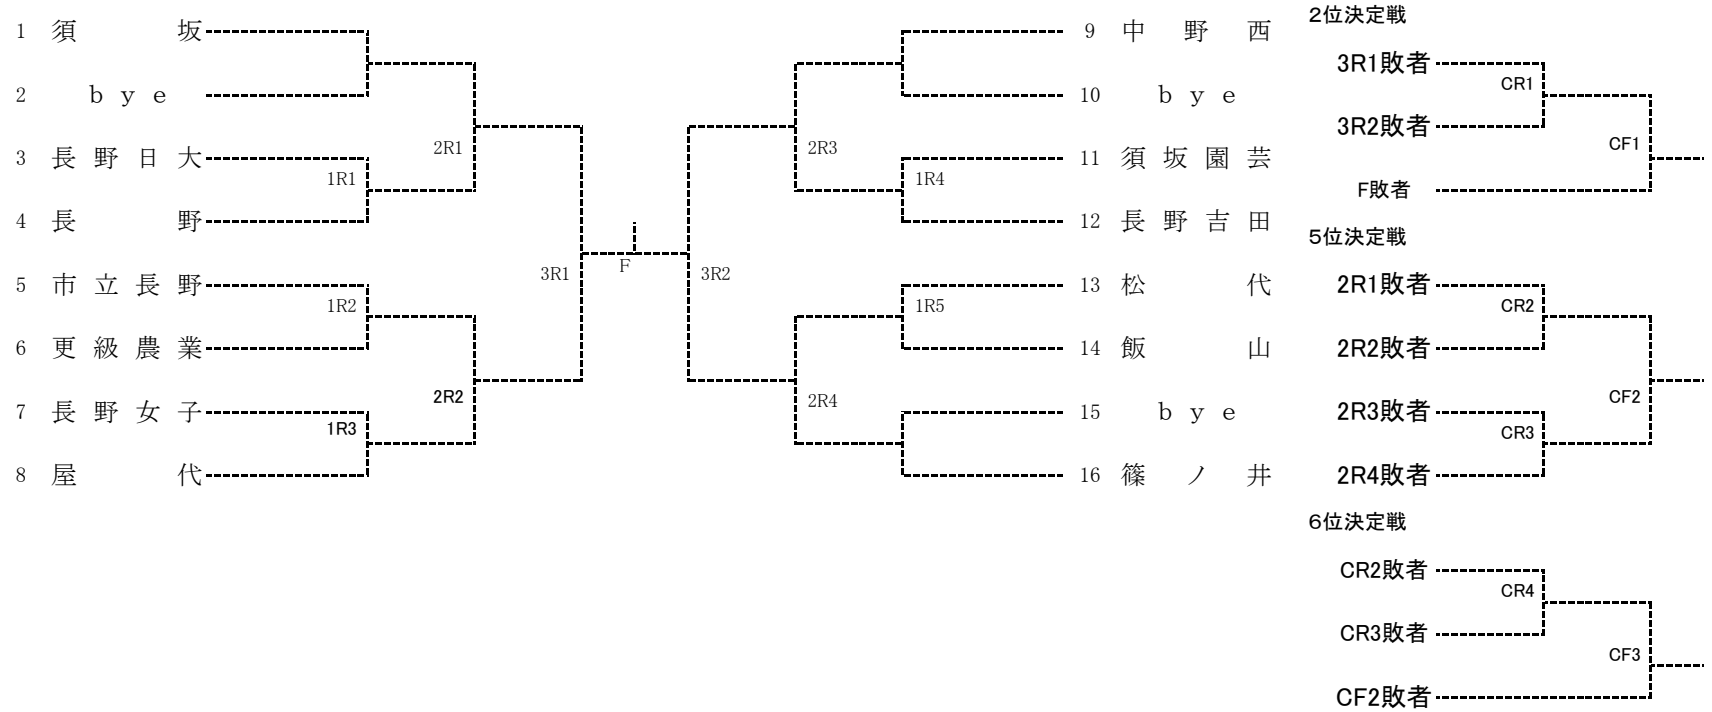 1 須坂
2 bye
3 長野日大
4 長野
5 市立長野
6 更級農業
7 長野女子
8 屋代
1R1
1R2
1R3
2R1
2R2
3R1
F
3R2
2R3
2R4
1R4
1R5
9 中野西
10 bye
11 須坂園芸
12 長野吉田
13 松代
14 飯山
15 bye
16 篠ノ井
2位決定戦
3R1敗者
CR1
3R2敗者
CF1
F敗者
5位決定戦
2R1敗者
CR2
2R2敗者
CF2
2R3敗者
CR3
2R4敗者
6位決定戦
CR2敗者
CR4
CR3敗者
CF3
CF2敗者